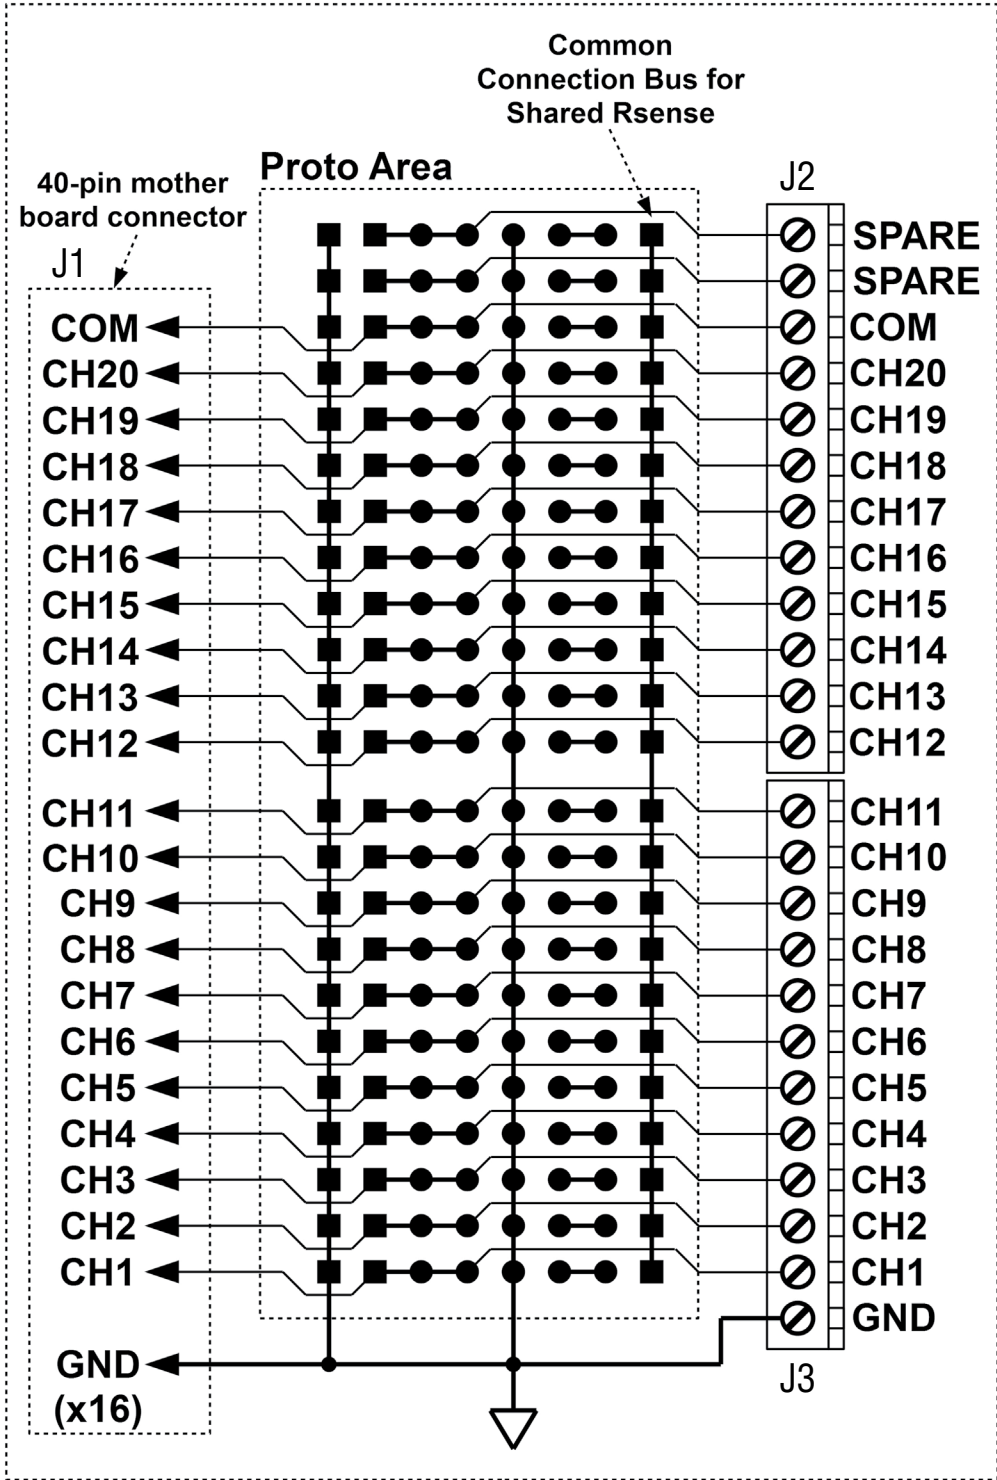 Common
Connection Bus for
Shared Rsense
Proto Area
40-pin mother
board connector
J1
J2
SPARE
SPARE
COM COM
CH20 CH20
CH19 CH19
CH18 CH18
CH17 CH17
CH16 CH16
CH15 CH15
CH14 CH14
CH13 CH13
CH12 CH12
CH11 CH11
CH10 CH10
CH9 CH9
CH8 CH8
CH7 CH7
CH6 CH6
CH5 CH5
CH4 CH4
CH3 CH3
CH2 CH2
CH1 CH1
GND
GND
(x16)
J3